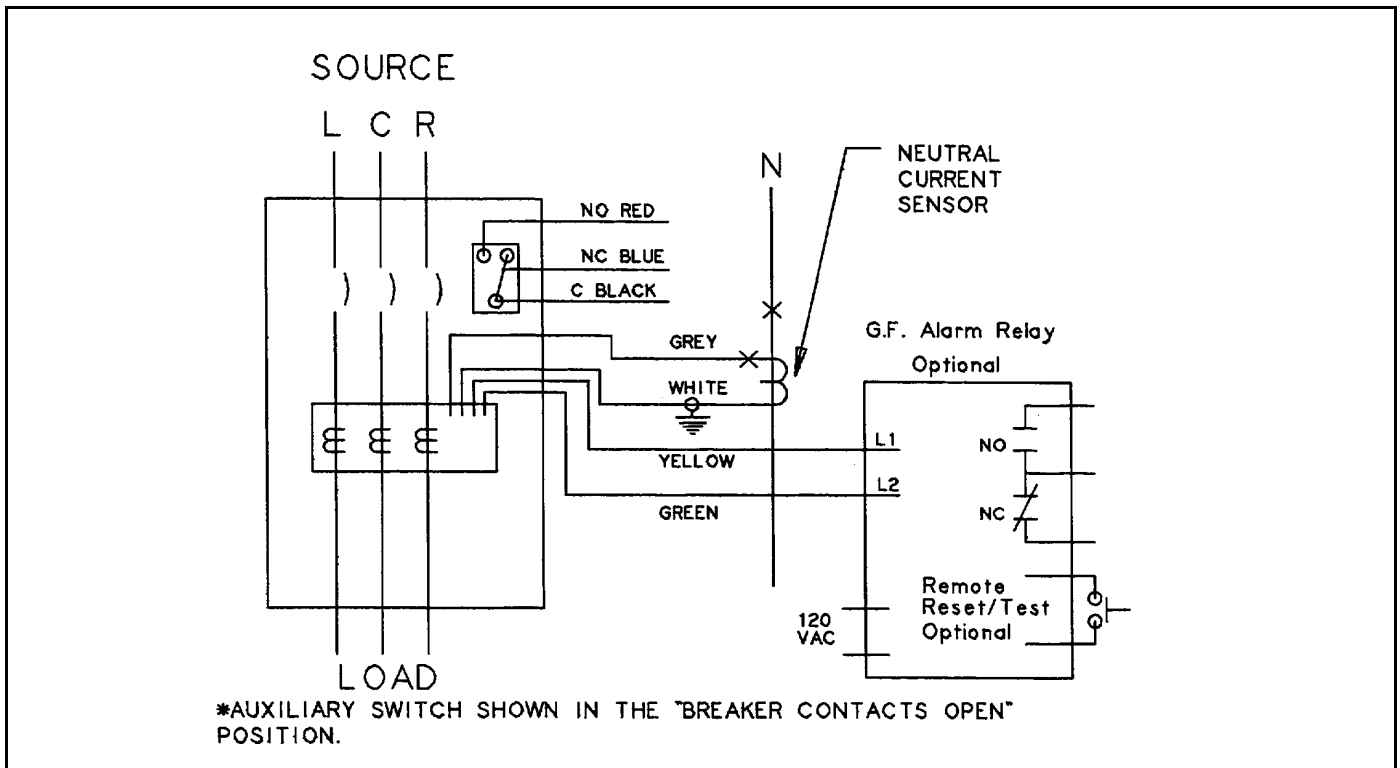 SOURCE
L C R
N
NEUTRAL
CURRENT
SENSOR
NO RED
NC BLUE
C BLACK
GREY
WHITE
YELLOW
GREEN
G.F. Alarm Relay
Optional
L1
L2
NO
NC
Remote
Reset/Test
Optional
120
VAC
LOAD
*AUXILIARY SWITCH SHOWN IN THE "BREAKER CONTACTS OPEN"
POSITION.